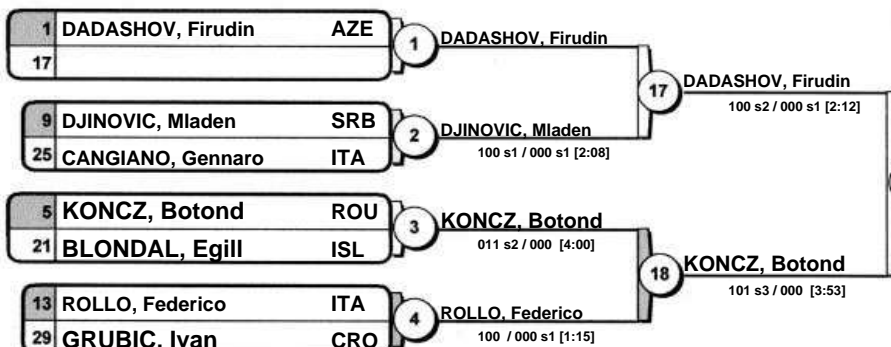 1 DADASHOV, Firudin AZE
17
9 DJINOVIC, Mladen SRB
25 CANGIANO, Gennaro ITA
5 KONCZ, Botond ROU
21 BLONDAL, Egill ISL
13 ROLLO, Federico ITA
29 GRUBIC, Ivan CRO
1 DADASHOV, Firudin
2 DJINOVIC, Mladen
100 s1 / 000 s1 [2:08]
3 KONCZ, Botond
011 s2 / 000 [4:00]
4 ROLLO, Federico
100 / 000 s1 [1:15]
17 DADASHOV, Firudin
100 s2 / 000 s1 [2:12]
18 KONCZ, Botond
101 s3 / 000 [3:53]